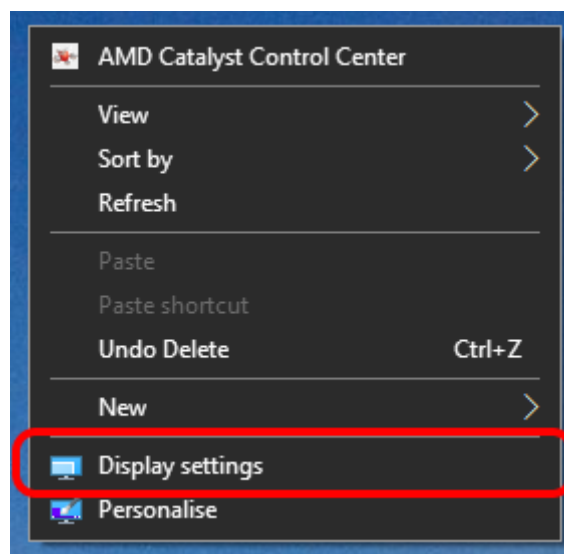 AMD Catalyst Control Center
View
Sort by
Refresh
Paste
Paste shortcut
Undo Delete Ctrl+Z
New
Display settings
Personalise